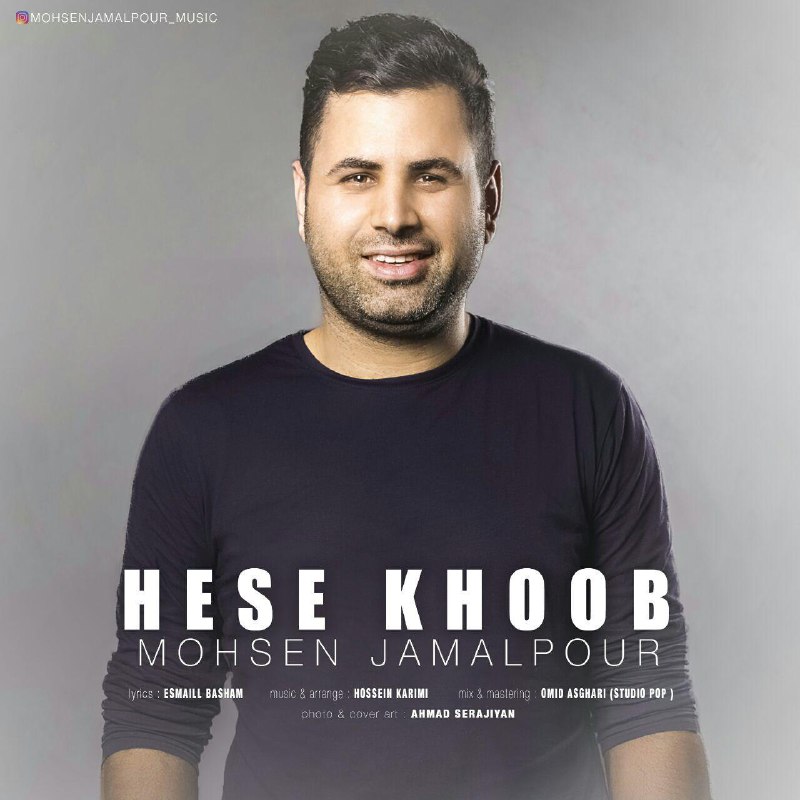 MOHSENJAMALPOUR_MUSIC
HESE KHOOB
MOHSEN JAMALPOUR
lyrics : ESMAILL BASHAM music & arrange : HOSSEIN KARIMI mix & mastering : OMID ASGHARI (STUDIO POP )
photo & cover art : AHMAD SERAJIYAN